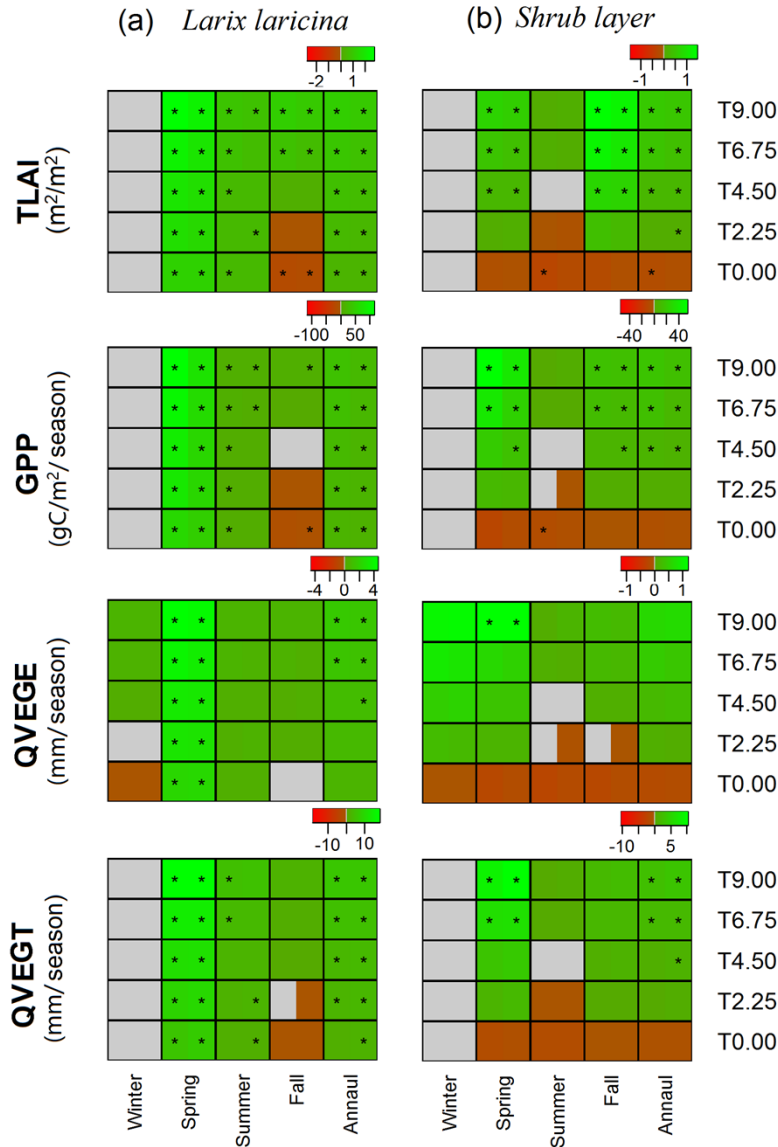 (a) Larix laricina
(b) Shrub layer
-2 1
-1 1
TLAI
(m²/m²)
* * * * * * * *
* * * * * * * T9.00
* * * * * * *
* * * * * * T6.75
* * * * *
* * * * * * T4.50
* * * * *
* T2.25
* * * * * * *
* * T0.00
-100 50
-40 40
GPP
(gC/m²/ season)
* * * * * * *
* * * * * * T9.00
* * * * * *
* * * * * * T6.75
* * * * *
* * * * T4.50
* * * * *
T2.25
* * * * * *
* T0.00
-4 0 4
-1 0 1
QVEGE
(mm/ season)
* * * *
* * T9.00
* * * *
T6.75
* * *
T4.50
* *
T2.25
* *
T0.00
-10 10
-10 5
QVEGT
(mm/ season)
* * * * *
* * * * T9.00
* * * * *
* * * * T6.75
* * * *
* T4.50
* * * * *
T2.25
* * * *
T0.00
Winter Spring Summer Fall Annaul
Winter Spring Summer Fall Annaul